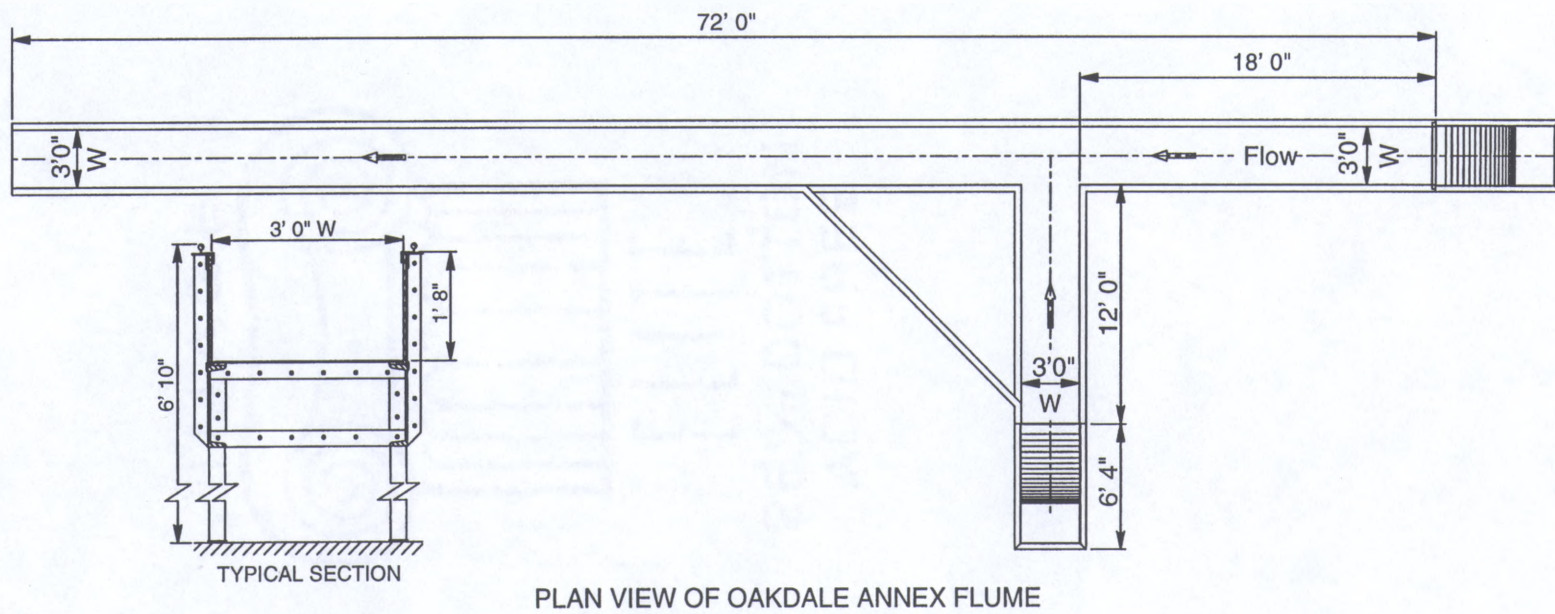 72' 0"
18' 0"
3'0"
W
Flow
3'0"
W
3' 0" W
1' 8"
6' 10"
12' 0"
3'0"
W
6' 4"
TYPICAL SECTION
PLAN VIEW OF OAKDALE ANNEX FLUME